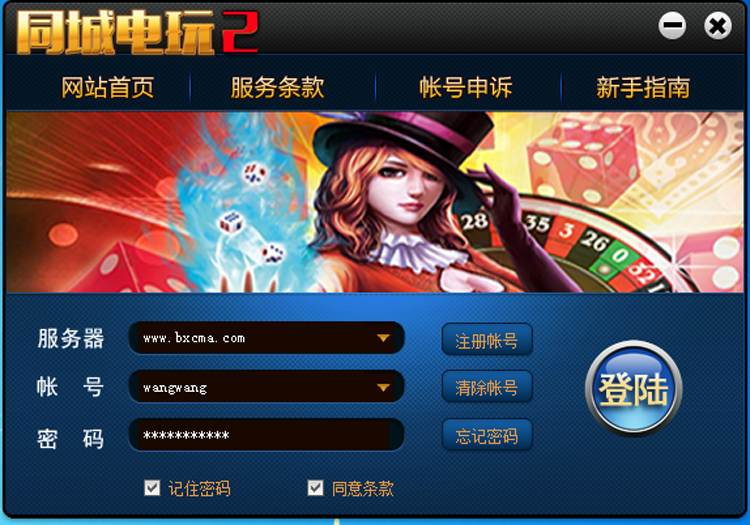 同城电玩2
网站首页 服务条款 帐号申诉 新手指南
28 35 3 26 0 32
服务器 www.bxcma.com 注册帐号
帐 号 wangwang 清除帐号
登陆
密 码 *********** 忘记密码
记住密码 同意条款